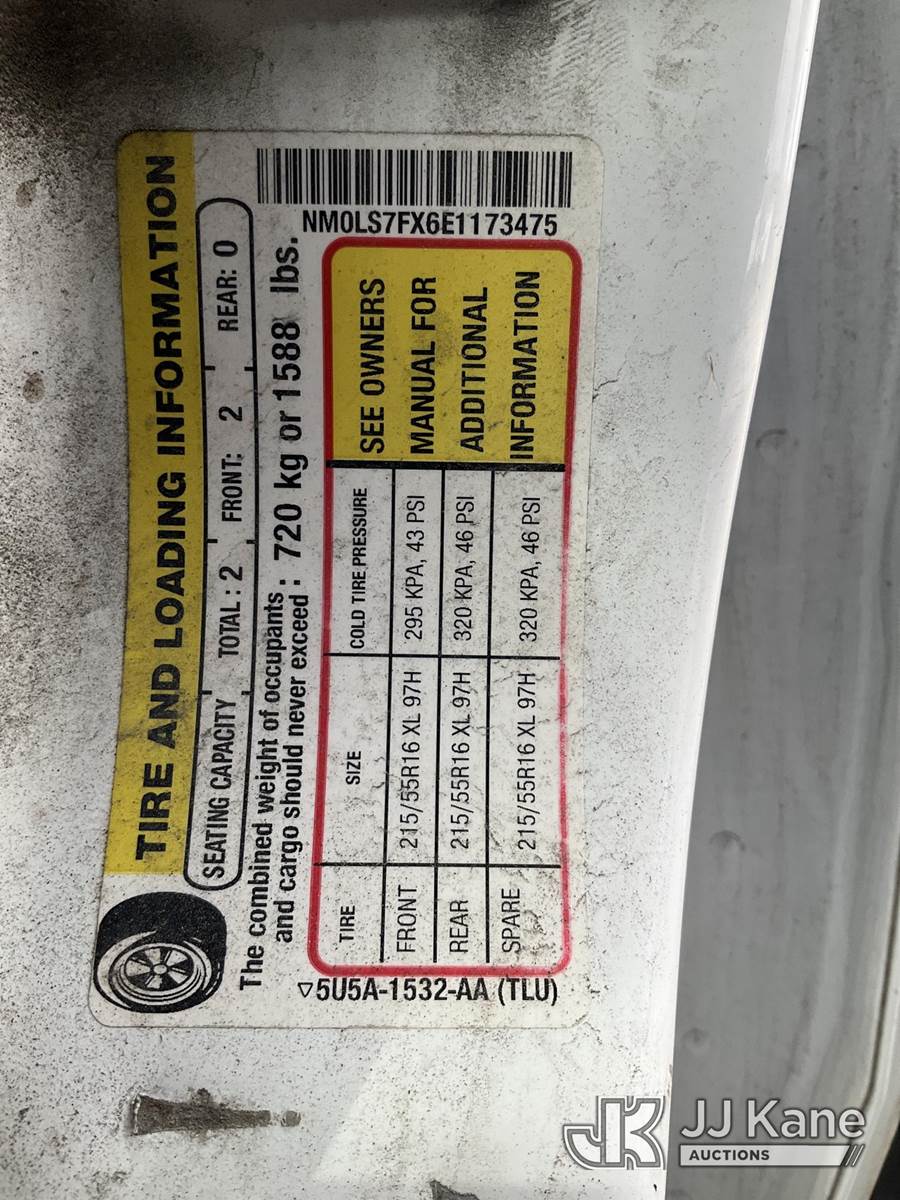 TIRE AND LOADING INFORMATION
SEATING CAPACITY TOTAL : 2 FRONT: 2 REAR: 0
The combined weight of occupants
and cargo should never exceed : 720 kg or 1588 lbs.
TIRE SIZE COLD TIRE PRESSURE
FRONT 215/55R16 XL 97H 295 KPA, 43 PSI
REAR 215/55R16 XL 97H 320 KPA, 46 PSI
SPARE 215/55R16 XL 97H 320 KPA, 46 PSI
SEE OWNERS
MANUAL FOR
ADDITIONAL
INFORMATION
5U5A-1532-AA (TLU)
NM0LS7FX6E1173475
JK JJ Kane
AUCTIONS